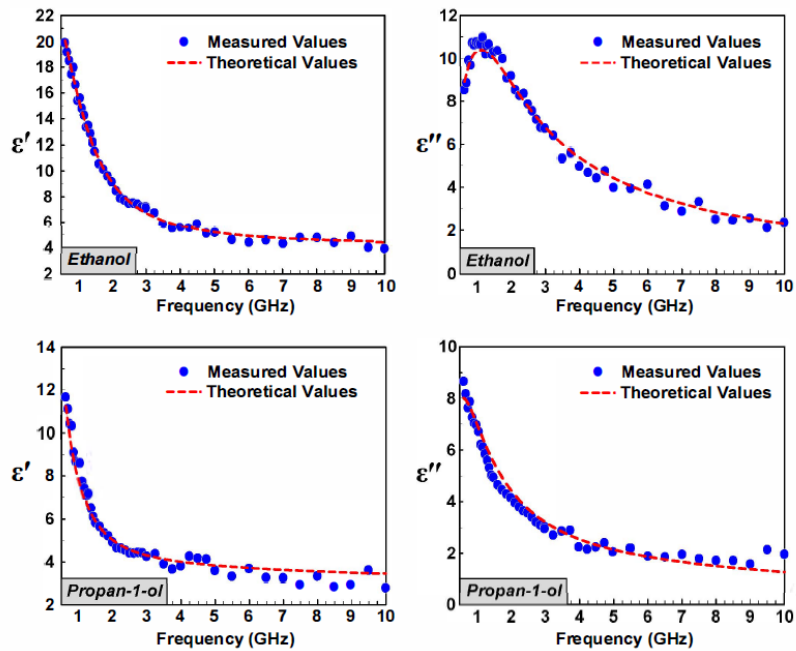 22
20
18
16
14
12
10
8
6
4
2
ε′
Measured Values
Theoretical Values
Ethanol
1 2 3 4 5 6 7 8 9 10
Frequency (GHz)
12
10
8
6
4
2
0
ε″
Measured Values
Theoretical Values
Ethanol
1 2 3 4 5 6 7 8 9 10
Frequency (GHz)
14
12
10
8
6
4
2
ε′
Measured Values
Theoretical Values
Propan-1-ol
1 2 3 4 5 6 7 8 9 10
Frequency (GHz)
10
8
6
4
2
0
ε″
Measured Values
Theoretical Values
Propan-1-ol
1 2 3 4 5 6 7 8 9 10
Frequency (GHz)